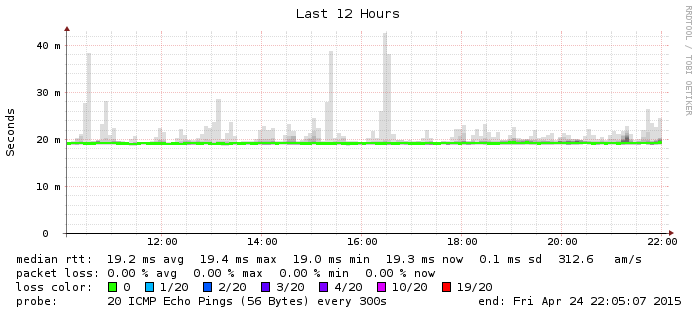 Last 12 Hours
RRDTOOL / TOBI OETIKER
Seconds
40 m
30 m
20 m
10 m
0
12:00 14:00 16:00 18:00 20:00 22:00
median rtt: 19.2 ms avg 19.4 ms max 19.0 ms min 19.3 ms now 0.1 ms sd 312.6 am/s
packet loss: 0.00 % avg 0.00 % max 0.00 % min 0.00 % now
loss color: 0 1/20 2/20 3/20 4/20 10/20 19/20
probe: 20 ICMP Echo Pings (56 Bytes) every 300s end: Fri Apr 24 22:05:07 2015